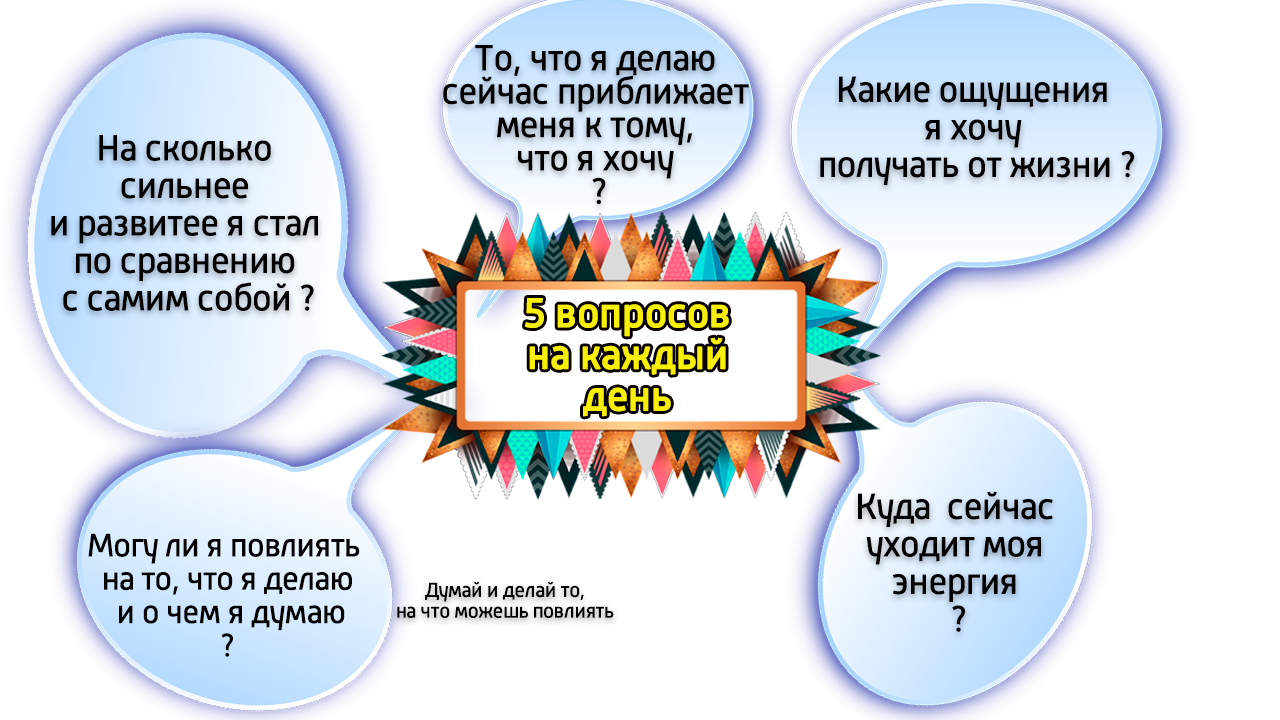 На сколько
сильнее
и развитее я стал
по сравнению
с самим собой ?
То, что я делаю
сейчас приближает
меня к тому,
что я хочу
?
Какие ощущения
я хочу
получать от жизни ?
5 вопросов
на каждый
день
Могу ли я повлиять
на то, что я делаю
и о чем я думаю
?
Думай и делай то,
на что можешь повлиять
Куда сейчас
уходит моя
энергия
?